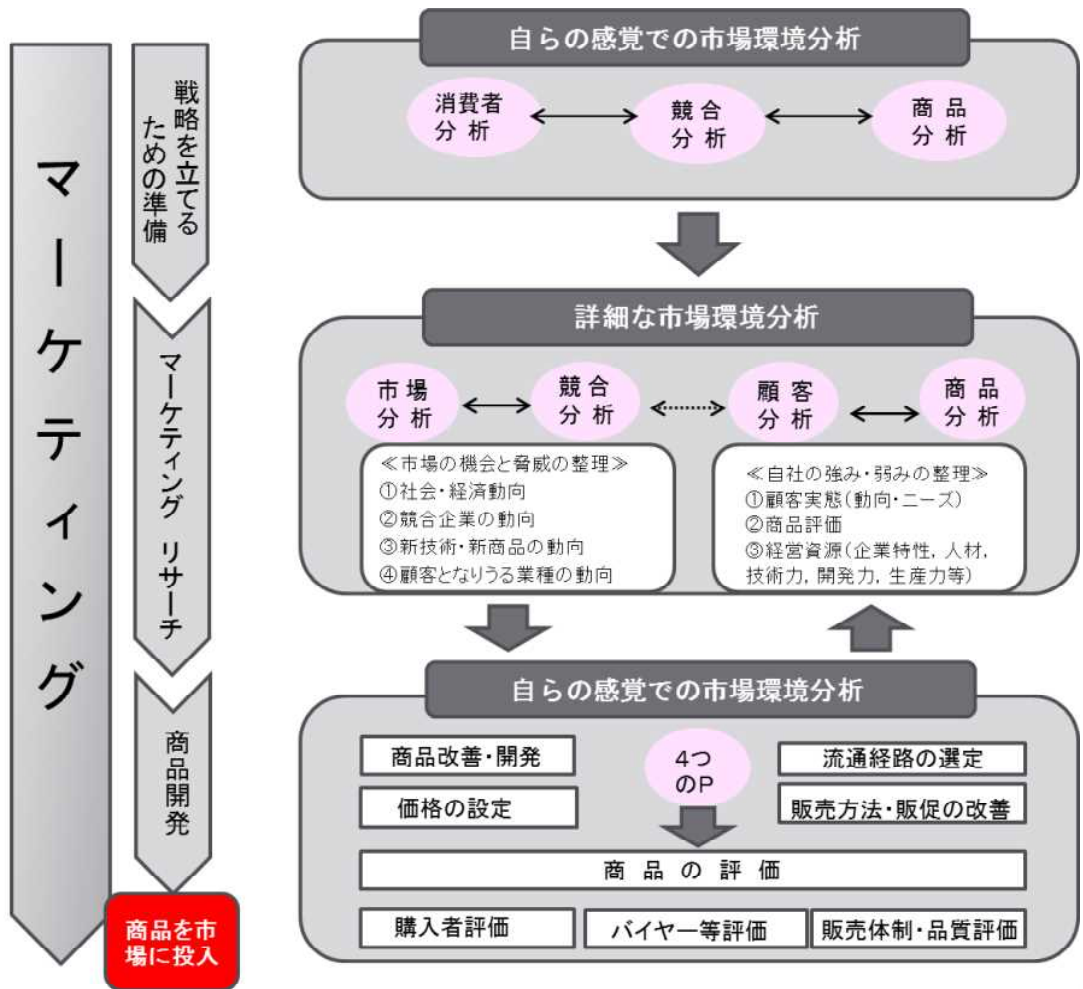 マーケティング
戦略を立てる
ための準備
マーケティング リサーチ
商品開発
商品を市
場に投入
自らの感覚での市場環境分析
消費者
分 析
競 合
分 析
商 品
分 析
詳細な市場環境分析
市 場
分 析
競 合
分 析
顧 客
分 析
商 品
分 析
≪市場の機会と脅威の整理≫
①社会・経済動向
②競合企業の動向
③新技術・新商品の動向
④顧客となりうる業種の動向
≪自社の強み・弱みの整理≫
①顧客実態(動向・ニーズ)
②商品評価
③経営資源(企業特性, 人材,
技術力, 開発力, 生産力等)
自らの感覚での市場環境分析
商品改善・開発
価格の設定
4つ
のP
流通経路の選定
販売方法・販促の改善
商 品 の 評 価
購入者評価
バイヤー等評価
販売体制・品質評価